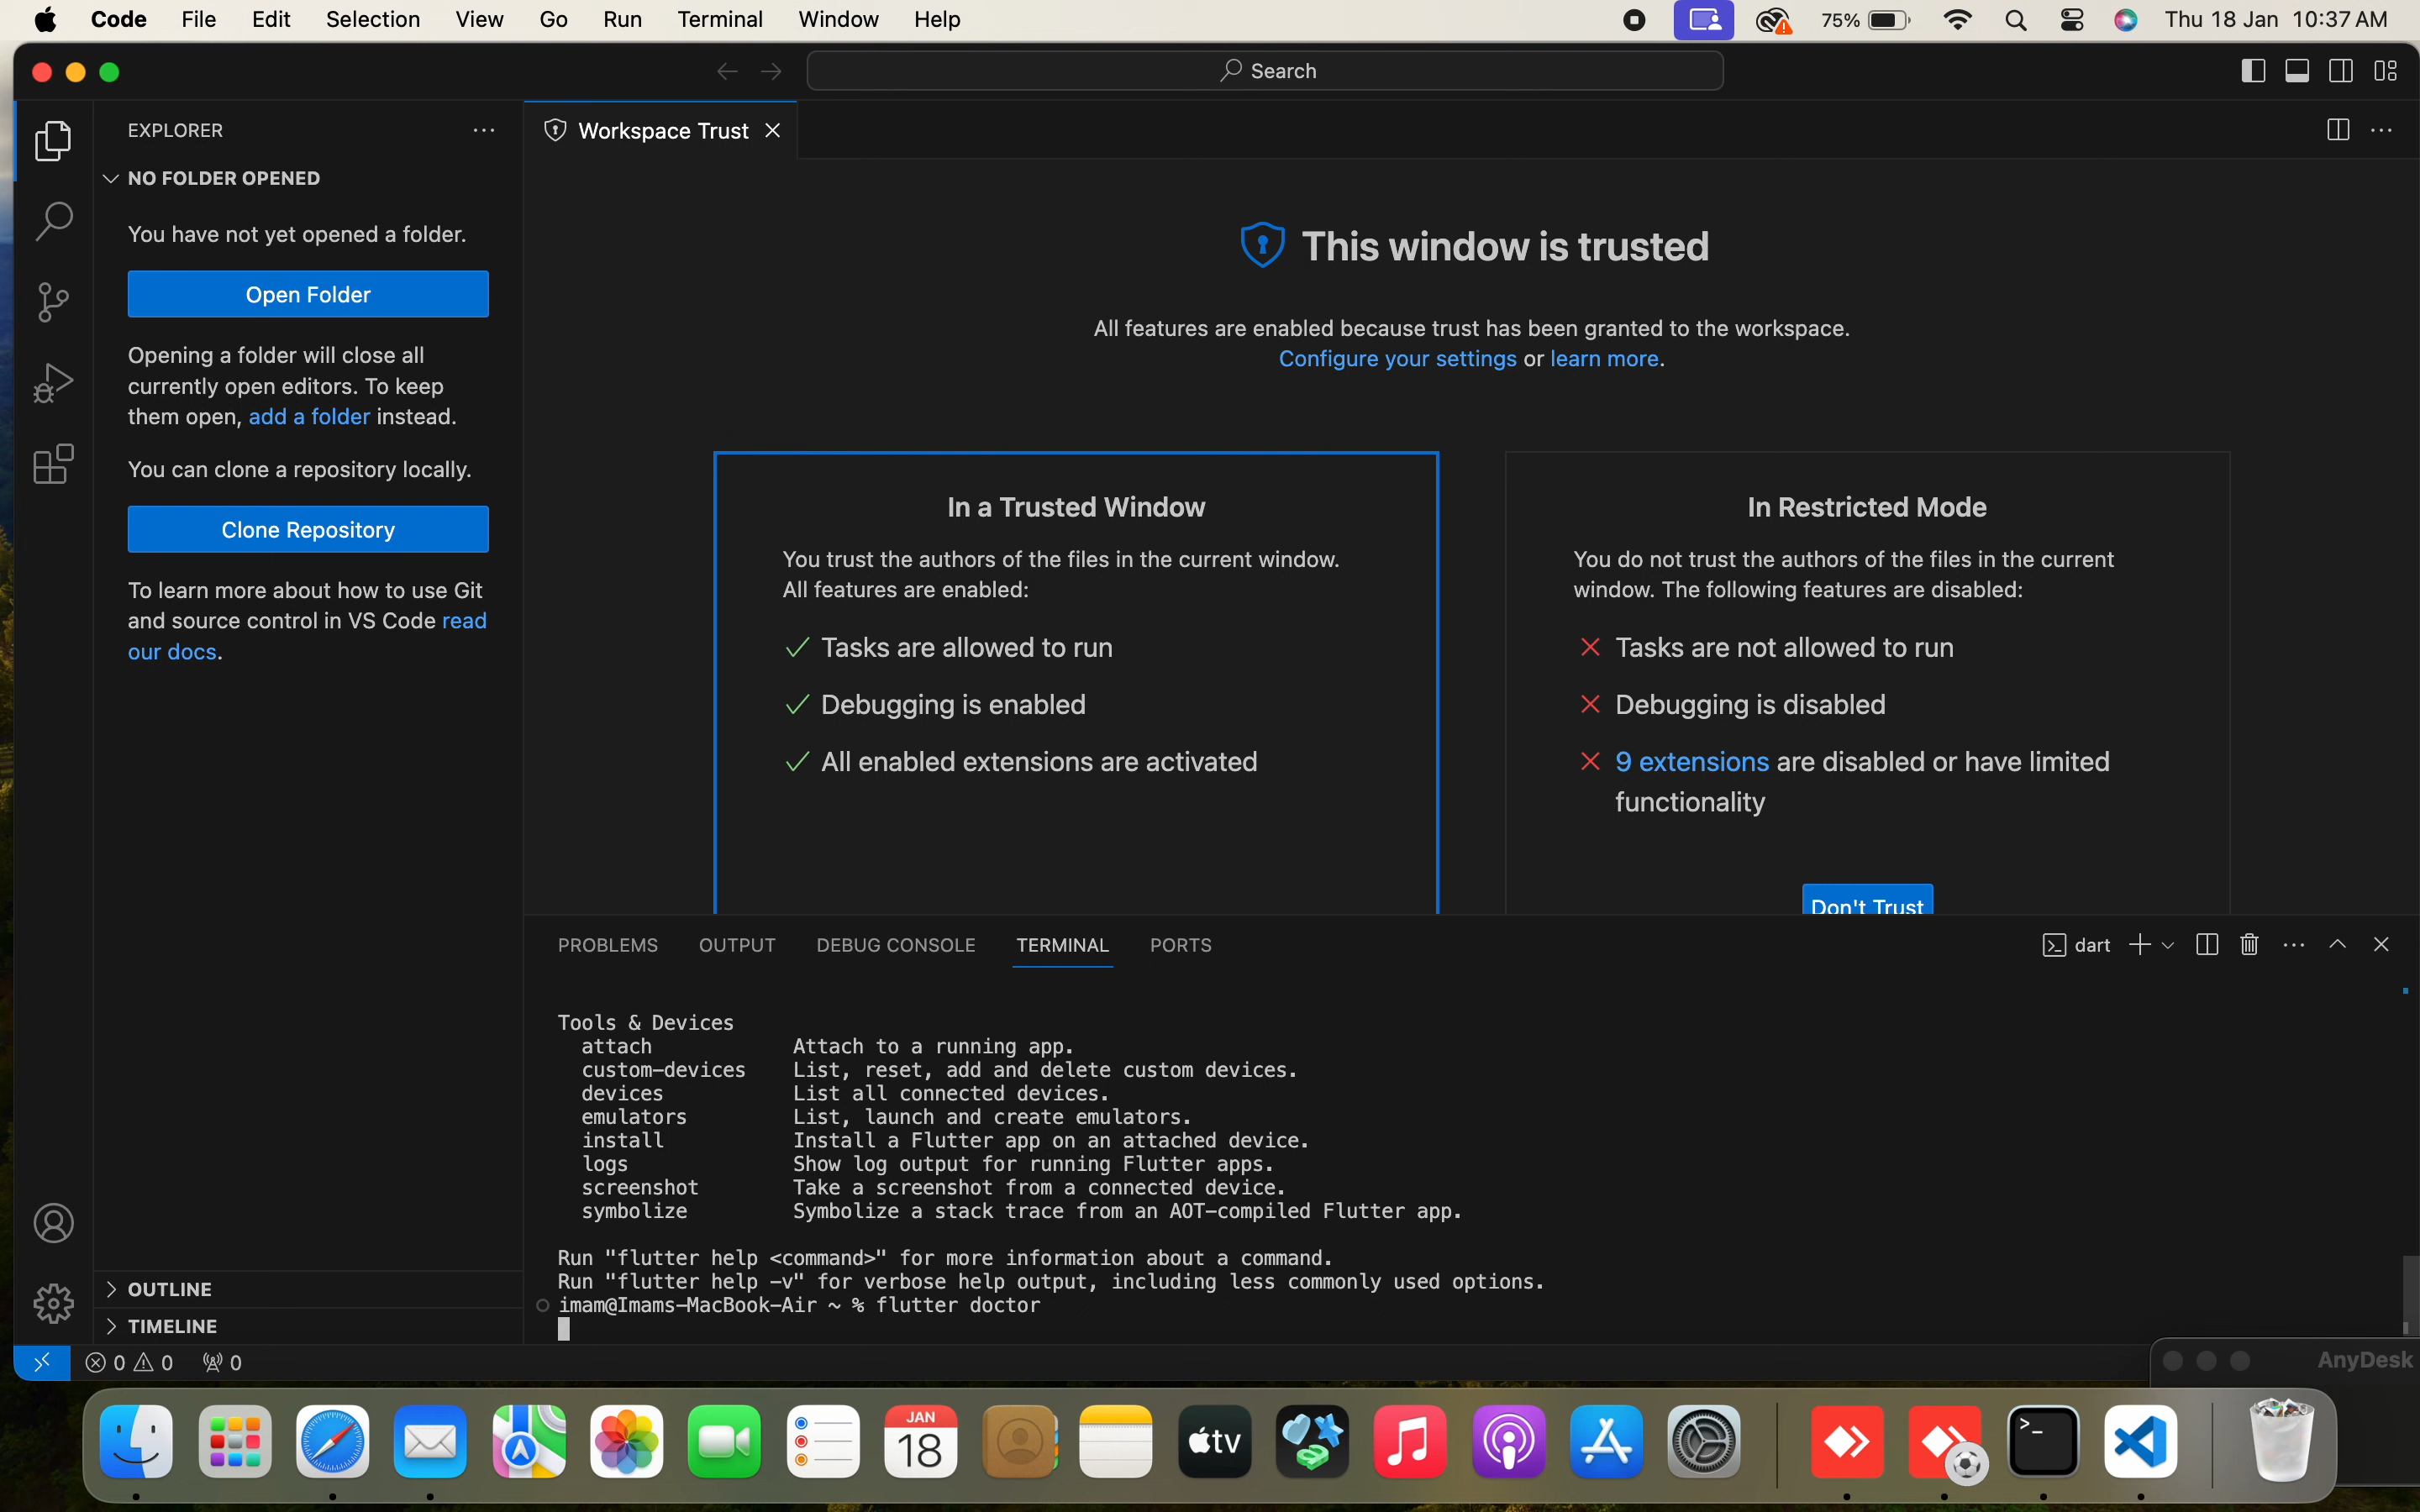 Code File Edit Selection View Go Run Terminal Window Help 75% Thu 18 Jan 10:37 AM
Search
EXPLORER
Workspace Trust
NO FOLDER OPENED
You have not yet opened a folder.
Open Folder
Opening a folder will close all
currently open editors. To keep
them open, add a folder instead.
You can clone a repository locally.
Clone Repository
To learn more about how to use Git
and source control in VS Code read
our docs.
OUTLINE
TIMELINE
This window is trusted
All features are enabled because trust has been granted to the workspace.
Configure your settings or learn more.
In a Trusted Window
You trust the authors of the files in the current window.
All features are enabled:
Tasks are allowed to run
Debugging is enabled
All enabled extensions are activated
In Restricted Mode
You do not trust the authors of the files in the current
window. The following features are disabled:
Tasks are not allowed to run
Debugging is disabled
9 extensions are disabled or have limited
functionality
Don't Trust
PROBLEMS OUTPUT DEBUG CONSOLE TERMINAL PORTS dart
Tools & Devices
attach Attach to a running app.
custom-devices List, reset, add and delete custom devices.
devices List all connected devices.
emulators List, launch and create emulators.
install Install a Flutter app on an attached device.
logs Show log output for running Flutter apps.
screenshot Take a screenshot from a connected device.
symbolize Symbolize a stack trace from an AOT-compiled Flutter app.
Run "flutter help <command>" for more information about a command.
Run "flutter help -v" for verbose help output, including less commonly used options.
imam@Imams-MacBook-Air ~ % flutter doctor
0 0 0
AnyDesk
JAN
18
tv
>_